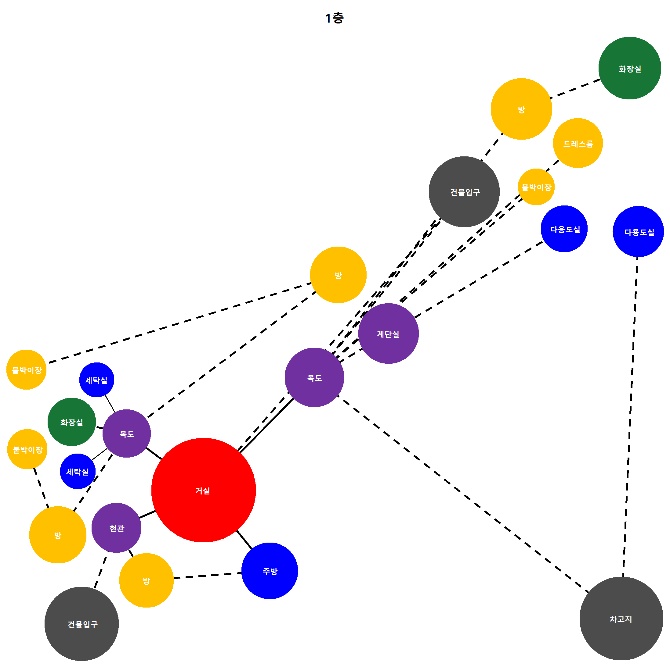 1층
화장실
방
드레스룸
건물입구
붙박이장
다용도실
다용도실
방
계단실
붙박이장
세탁실
복도
화장실
복도
붙박이장
세탁실
거실
현관
방
방
주방
건물입구
차고지